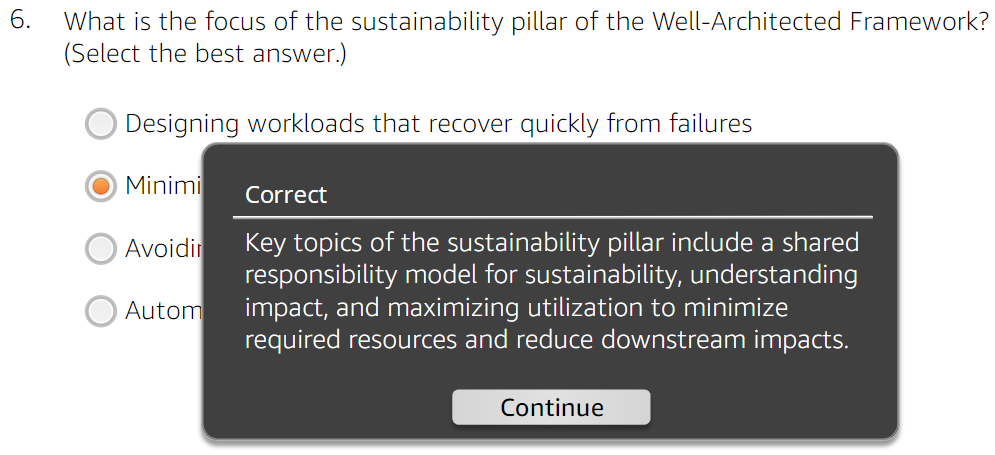 6. What is the focus of the sustainability pillar of the Well-Architected Framework?
(Select the best answer.)
Designing workloads that recover quickly from failures
Minimi
Avoidin
Autom
Correct
Key topics of the sustainability pillar include a shared
responsibility model for sustainability, understanding
impact, and maximizing utilization to minimize
required resources and reduce downstream impacts.
Continue